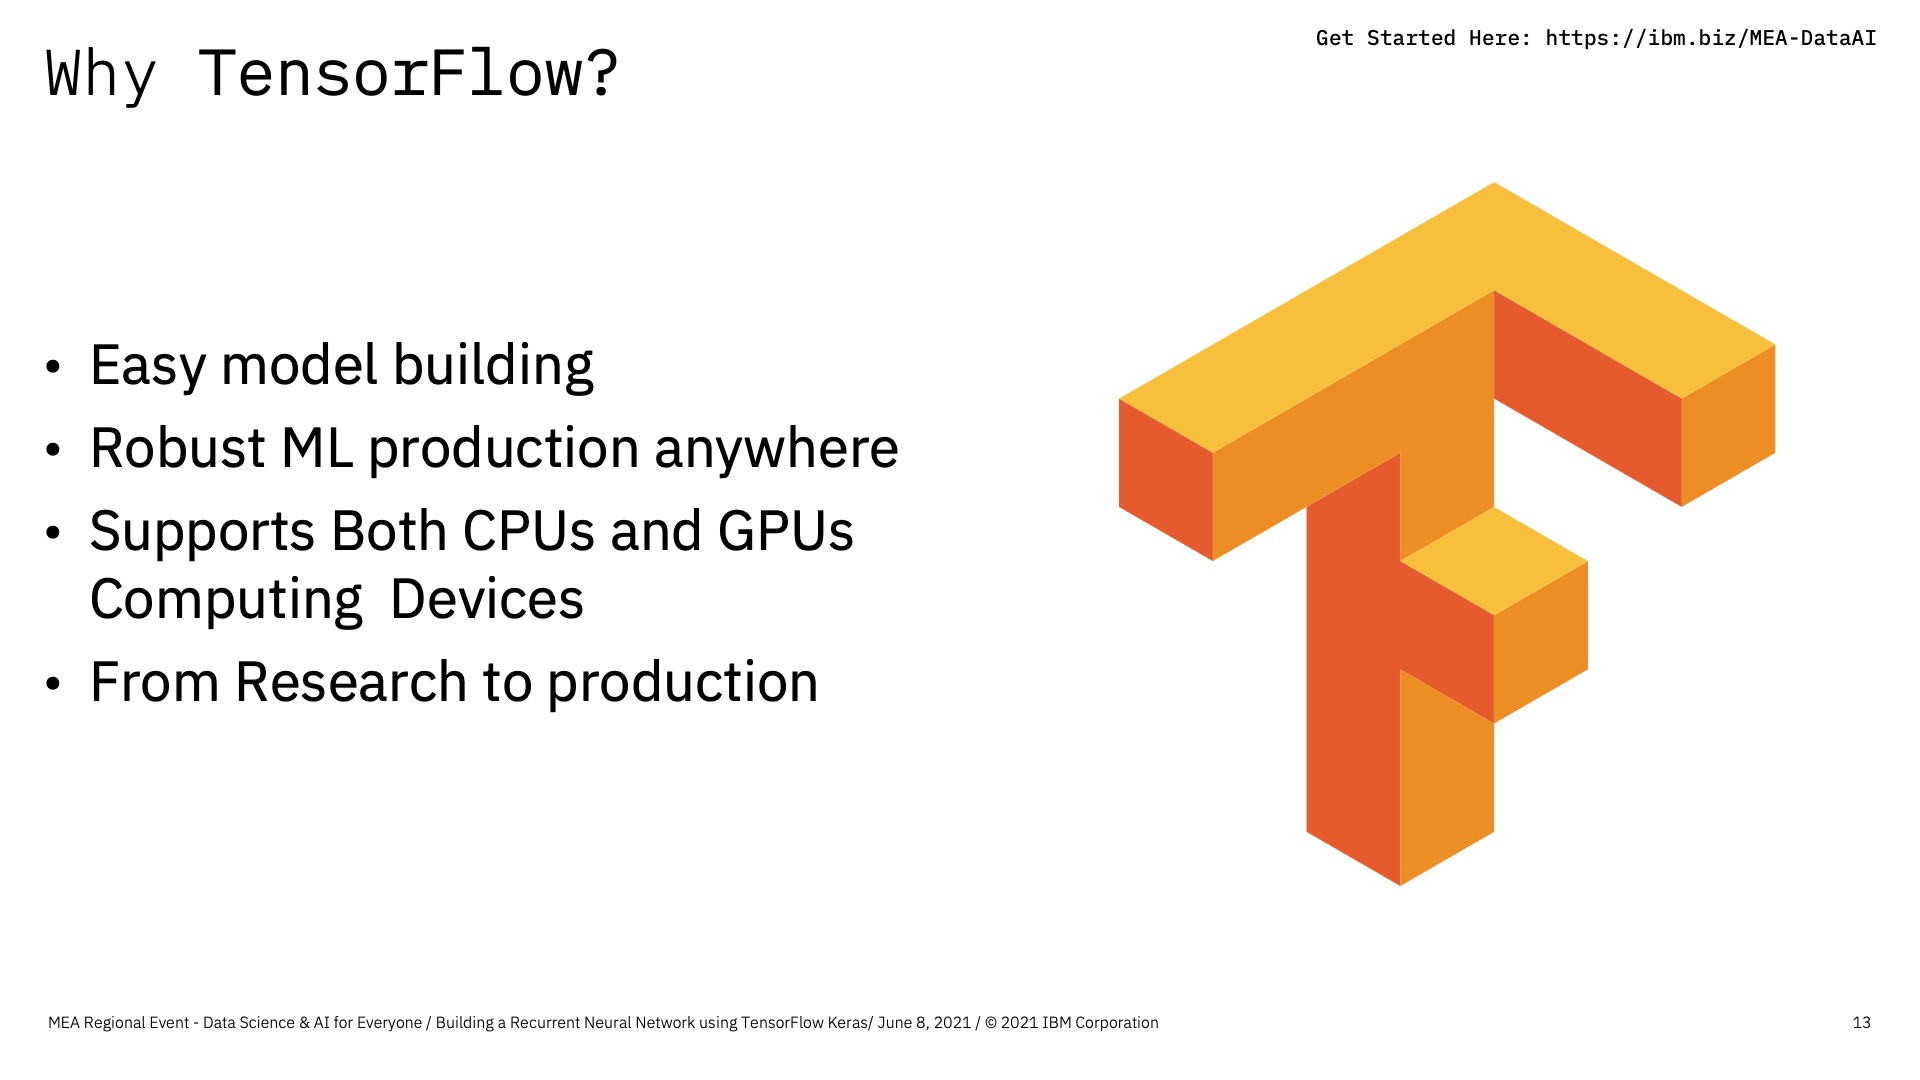 Get Started Here: https://ibm.biz/MEA-DataAI
Why TensorFlow?
• Easy model building
• Robust ML production anywhere
• Supports Both CPUs and GPUs
Computing  Devices
• From Research to production
MEA Regional Event - Data Science & AI for Everyone / Building a Recurrent Neural Network using TensorFlow Keras/ June 8, 2021 / © 2021 IBM Corporation
13